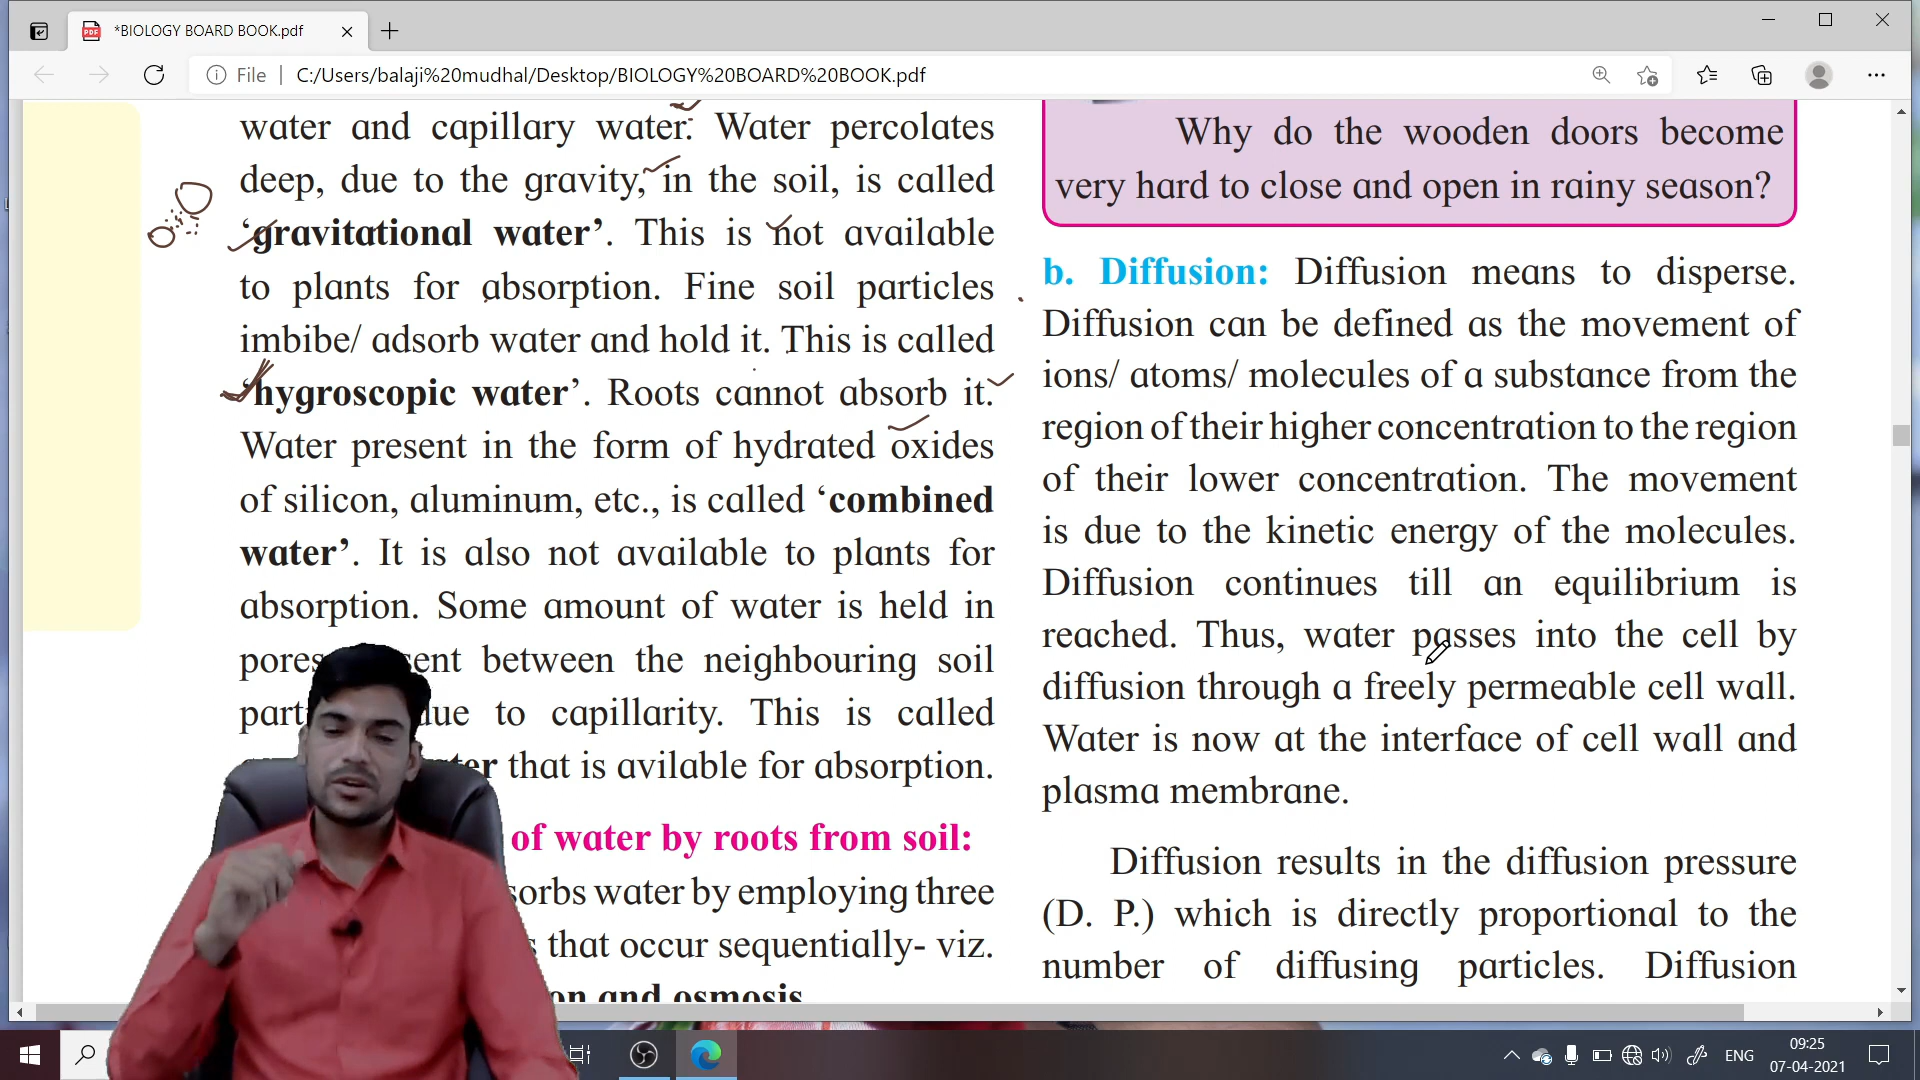 *BIOLOGY BOARD BOOK.pdf
File
C:/Users/balaji%20mudhal/Desktop/BIOLOGY%20BOARD%20BOOK.pdf
water and capillary water. Water percolates
deep, due to the gravity, in the soil, is called
‘gravitational water’. This is not available
to plants for absorption. Fine soil particles
imbibe/ adsorb water and hold it. This is called
‘hygroscopic water’. Roots cannot absorb it.
Water present in the form of hydrated oxides
of silicon, aluminum, etc., is called ‘combined
water’. It is also not available to plants for
absorption. Some amount of water is held in
pores between the neighbouring soil
due to capillarity. This is called
that is avilable for absorption.
of water by roots from soil:
water by employing three
that occur sequentially- viz.
and osmosis
Why do the wooden doors become
very hard to close and open in rainy season?
b. Diffusion: Diffusion means to disperse.
Diffusion can be defined as the movement of
ions/ atoms/ molecules of a substance from the
region of their higher concentration to the region
of their lower concentration. The movement
is due to the kinetic energy of the molecules.
Diffusion continues till an equilibrium is
reached. Thus, water passes into the cell by
diffusion through a freely permeable cell wall.
Water is now at the interface of cell wall and
plasma membrane.
Diffusion results in the diffusion pressure
(D. P.) which is directly proportional to the
number of diffusing particles. Diffusion
ENG
09:25
07-04-2021